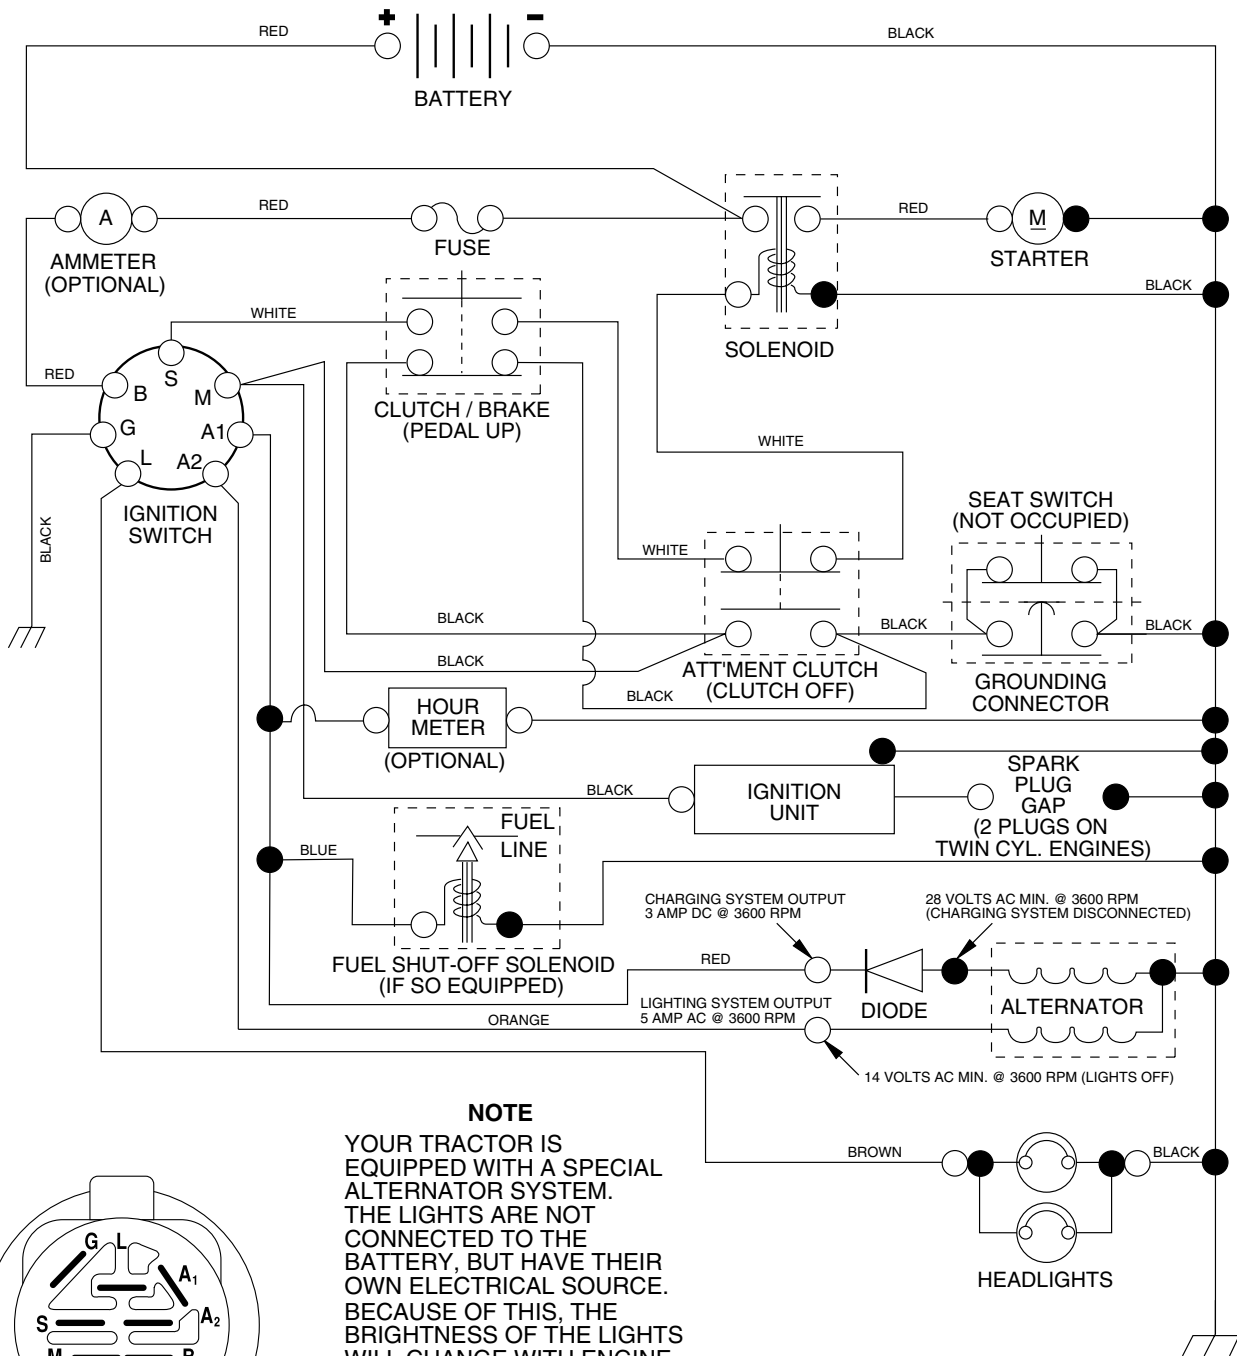 +
-
RED
BLACK
BATTERY
A
RED
RED
M
AMMETER
(OPTIONAL)
FUSE
STARTER
BLACK
SOLENOID
WHITE
RED
S
B
M
G
A1
L
A2
CLUTCH / BRAKE
(PEDAL UP)
IGNITION
SWITCH
BLACK
WHITE
WHITE
SEAT SWITCH
(NOT OCCUPIED)
BLACK
BLACK
BLACK
BLACK
ATT'MENT CLUTCH
(CLUTCH OFF)
BLACK
GROUNDING
CONNECTOR
HOUR
METER
(OPTIONAL)
BLACK
IGNITION
UNIT
SPARK
PLUG
GAP
(2 PLUGS ON
TWIN CYL. ENGINES)
FUEL
LINE
BLUE
FUEL SHUT-OFF SOLENOID
(IF SO EQUIPPED)
CHARGING SYSTEM OUTPUT
3 AMP DC @ 3600 RPM
28 VOLTS AC MIN. @ 3600 RPM
(CHARGING SYSTEM DISCONNECTED)
RED
DIODE
ALTERNATOR
LIGHTING SYSTEM OUTPUT
5 AMP AC @ 3600 RPM
ORANGE
14 VOLTS AC MIN. @ 3600 RPM (LIGHTS OFF)
NOTE
YOUR TRACTOR IS
EQUIPPED WITH A SPECIAL
ALTERNATOR SYSTEM.
THE LIGHTS ARE NOT
CONNECTED TO THE
BATTERY, BUT HAVE THEIR
OWN ELECTRICAL SOURCE.
BECAUSE OF THIS, THE
BRIGHTNESS OF THE LIGHTS
WILL CHANGE WITH ENGINE
BROWN
BLACK
HEADLIGHTS
G
L
A1
A2
S
M
B